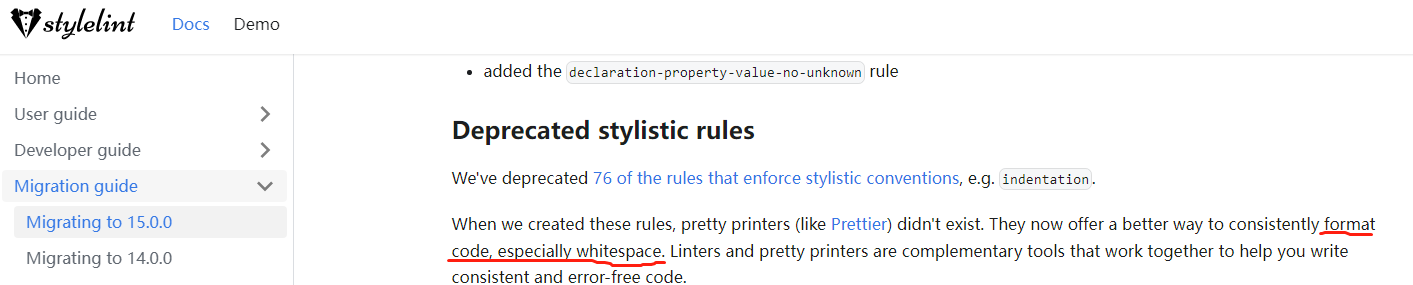 stylelint Docs Demo
Home
User guide
Developer guide
Migration guide
Migrating to 15.0.0
Migrating to 14.0.0
• added the declaration-property-value-no-unknown rule
Deprecated stylistic rules
We've deprecated 76 of the rules that enforce stylistic conventions, e.g. indentation.
When we created these rules, pretty printers (like Prettier) didn't exist. They now offer a better way to consistently format
code, especially whitespace. Linters and pretty printers are complementary tools that work together to help you write
consistent and error-free code.